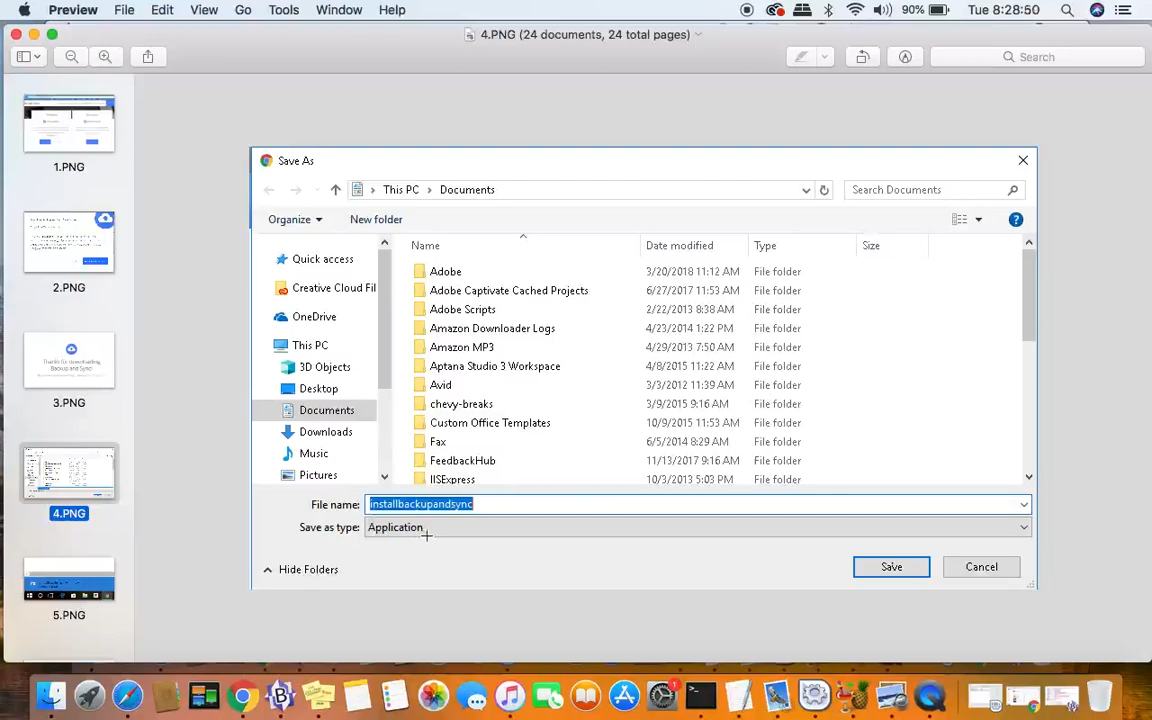 Preview File Edit View Go Tools Window Help 90% Tue 8:28:50
4.PNG (24 documents, 24 total pages)
Search
1.PNG
2.PNG
Thanks for downloading
Backup and Sync!
3.PNG
4.PNG
5.PNG
Save As
This PC > Documents
Search Documents
Organize New folder
Name Date modified Type Size
Quick access
Creative Cloud Fil
OneDrive
This PC
3D Objects
Desktop
Documents
Downloads
Music
Pictures
Adobe 3/20/2018 11:12 AM File folder
Adobe Captivate Cached Projects 6/27/2017 11:53 AM File folder
Adobe Scripts 2/22/2013 8:38 AM File folder
Amazon Downloader Logs 4/23/2014 1:22 PM File folder
Amazon MP3 4/29/2013 7:50 AM File folder
Aptana Studio 3 Workspace 4/8/2015 11:22 AM File folder
Avid 3/3/2012 11:39 AM File folder
chevy-breaks 3/9/2015 9:16 AM File folder
Custom Office Templates 10/9/2015 11:53 AM File folder
Fax 6/5/2014 8:29 AM File folder
FeedbackHub 11/13/2017 9:16 AM File folder
IISExpress 10/3/2013 5:03 PM File folder
File name: installbackupandsync
Save as type: Application
Hide Folders
Save Cancel